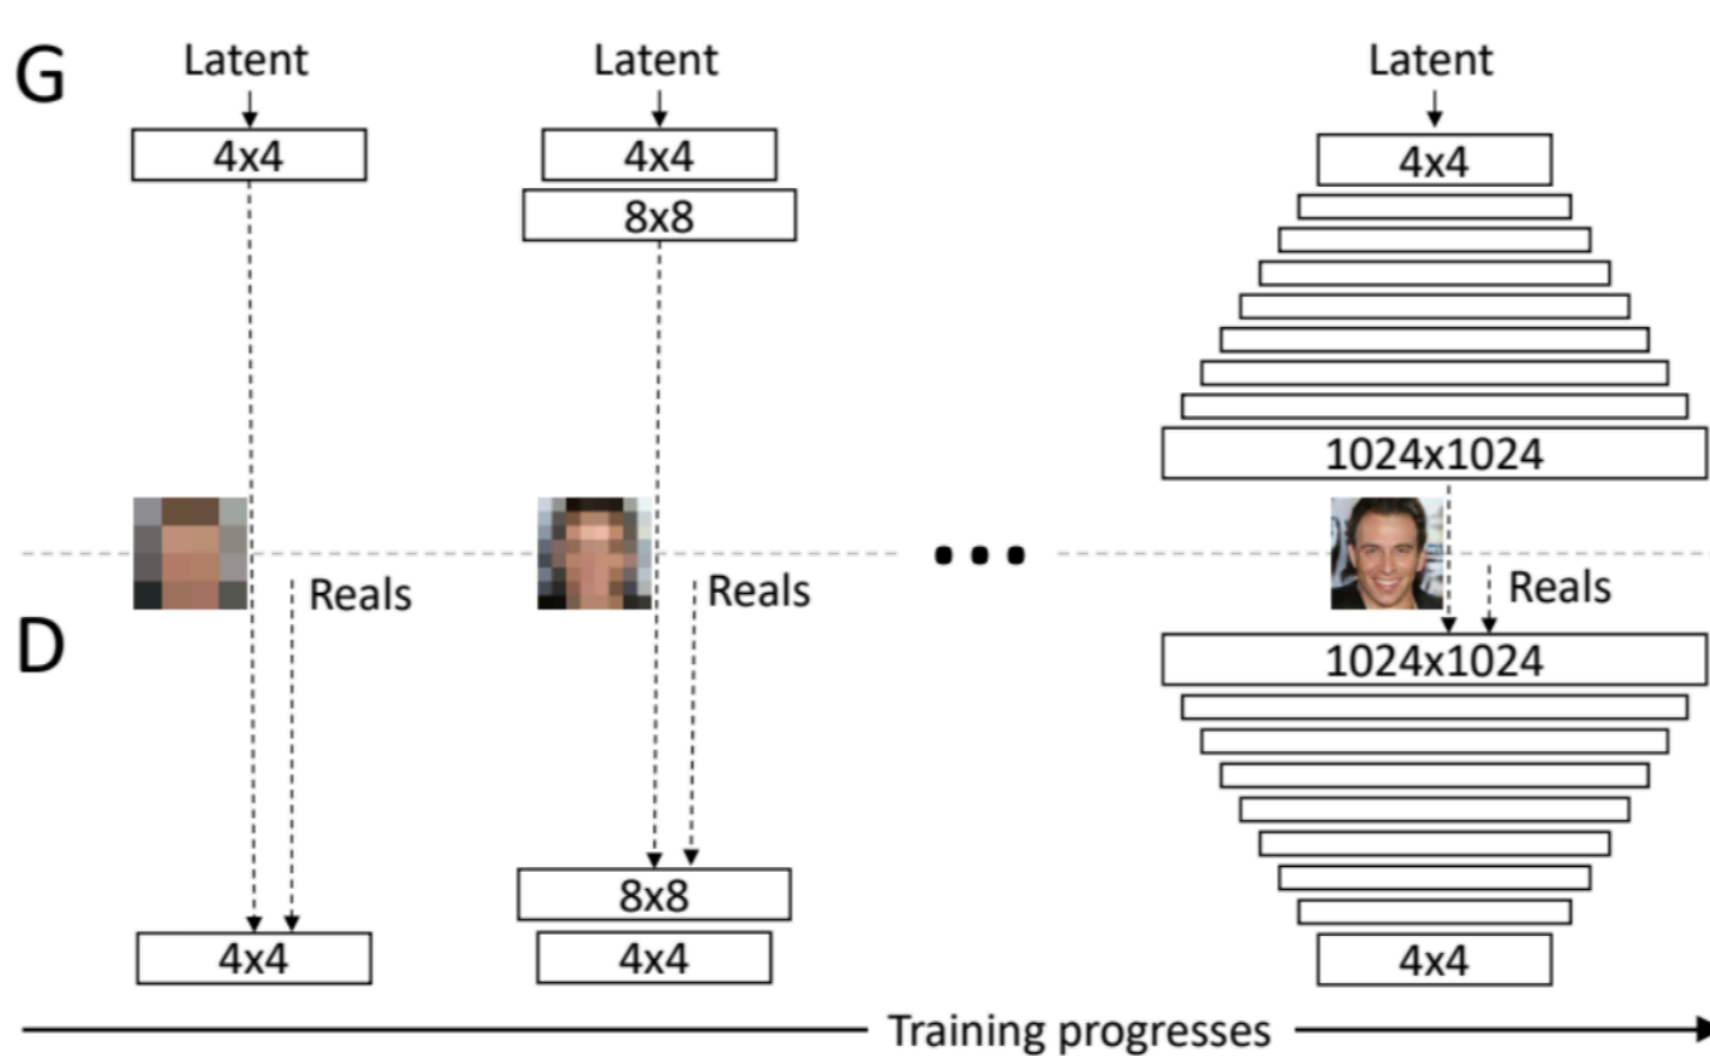 G
Latent
Latent
Latent
4x4
4x4
4x4
8x8
1024x1024
Reals
Reals
Reals
D
1024x1024
8x8
4x4
4x4
4x4
Training progresses